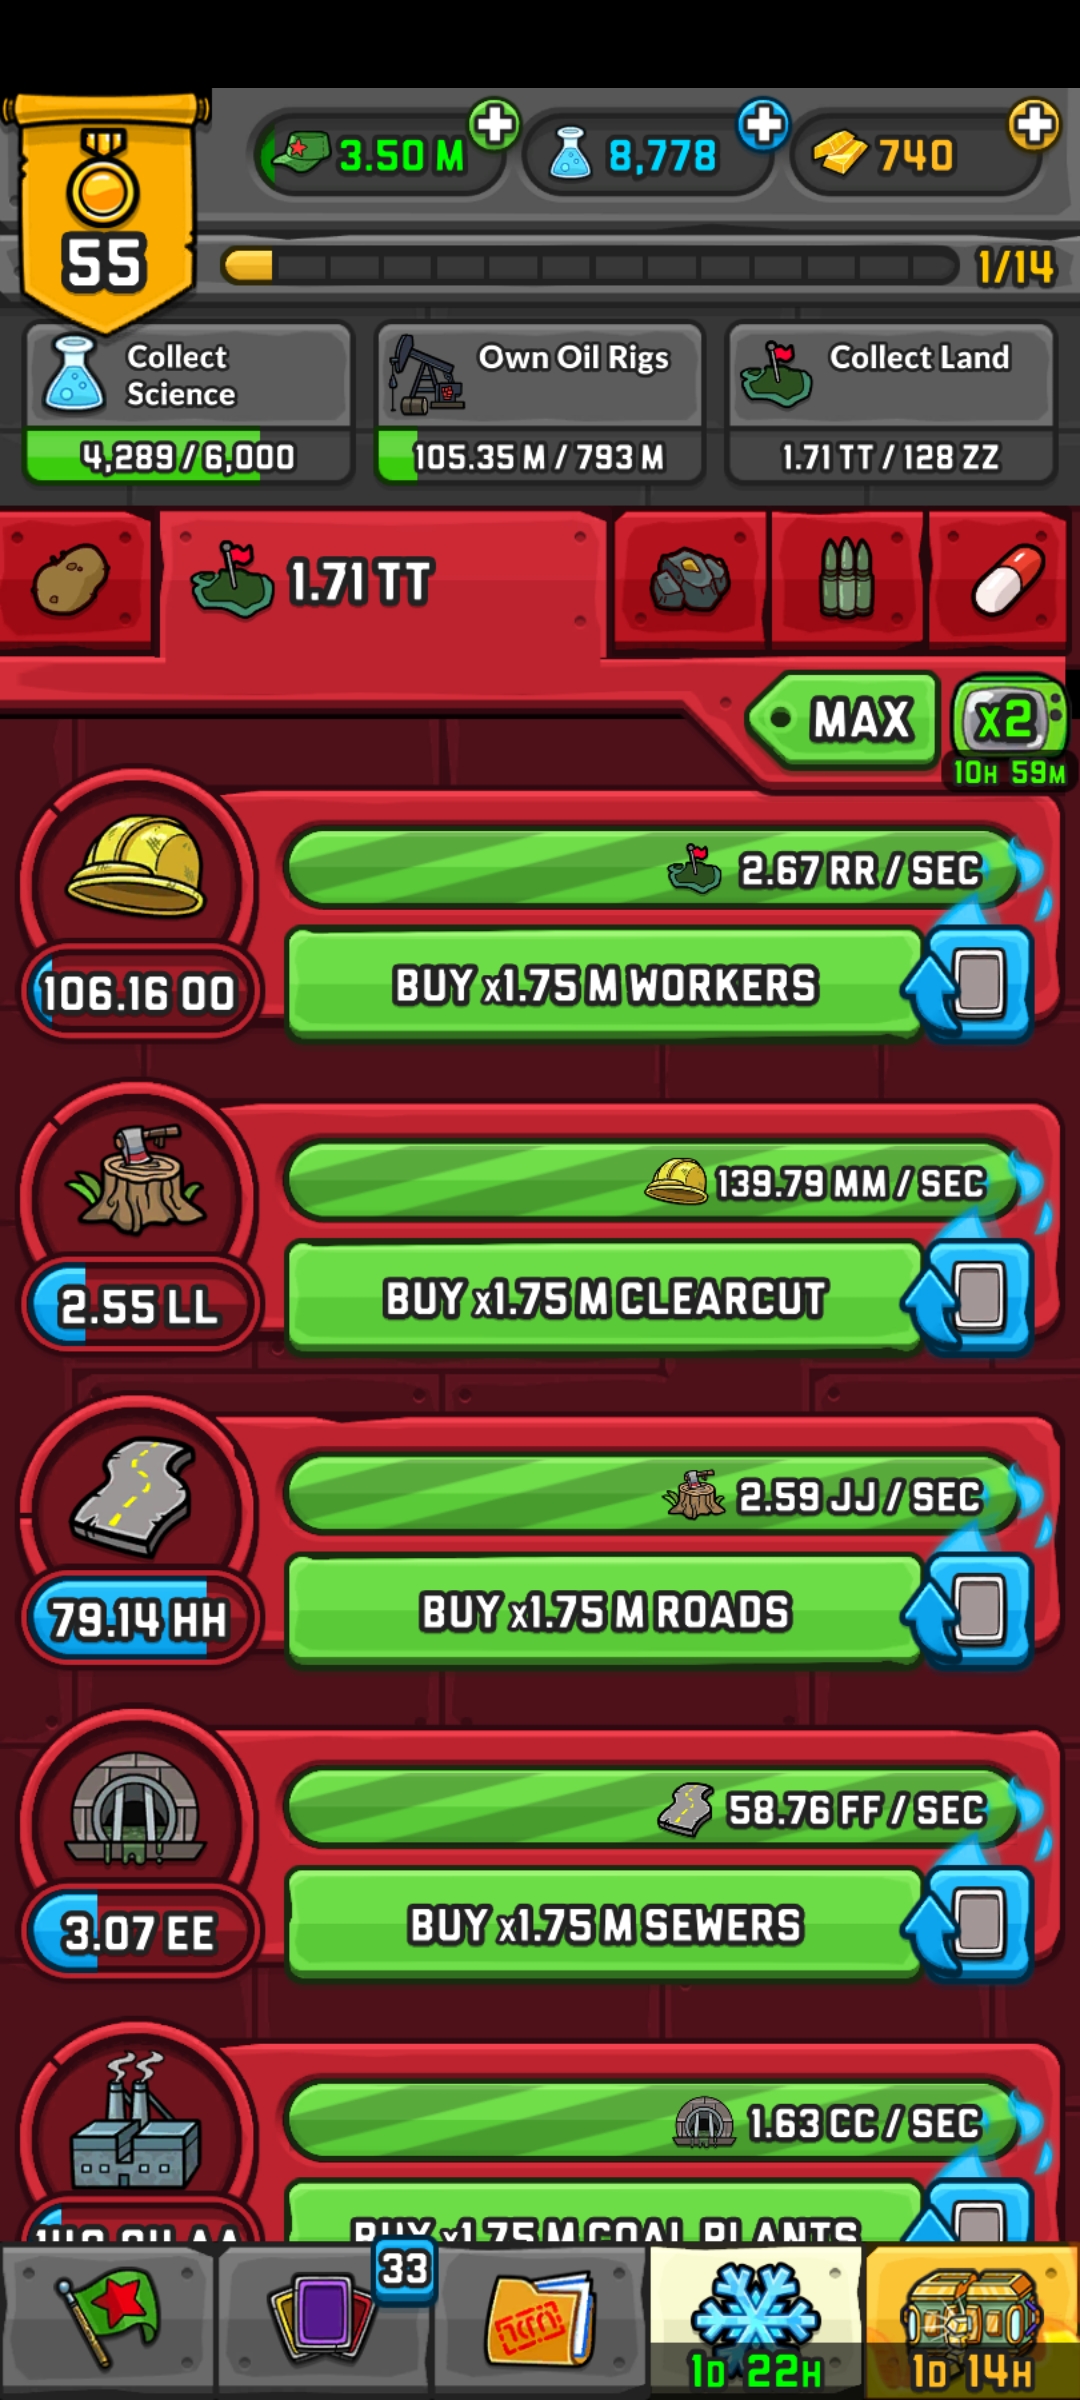 55
3.50 M
8,778
740
1/14
Collect
Science
4,289 / 6,000
Own Oil Rigs
105.35 M / 793 M
Collect Land
1.71 TT / 128 ZZ
1.71 TT
MAX
x2
10H 59M
2.67 RR / SEC
106.16 OO
BUY x1.75 M WORKERS
139.79 MM / SEC
2.55 LL
BUY x1.75 M CLEARCUT
2.59 JJ / SEC
79.14 HH
BUY x1.75 M ROADS
58.76 FF / SEC
3.07 EE
BUY x1.75 M SEWERS
1.63 CC / SEC
BUY x1.75 M COAL PLANTS
33
1D 22H
1D 14H